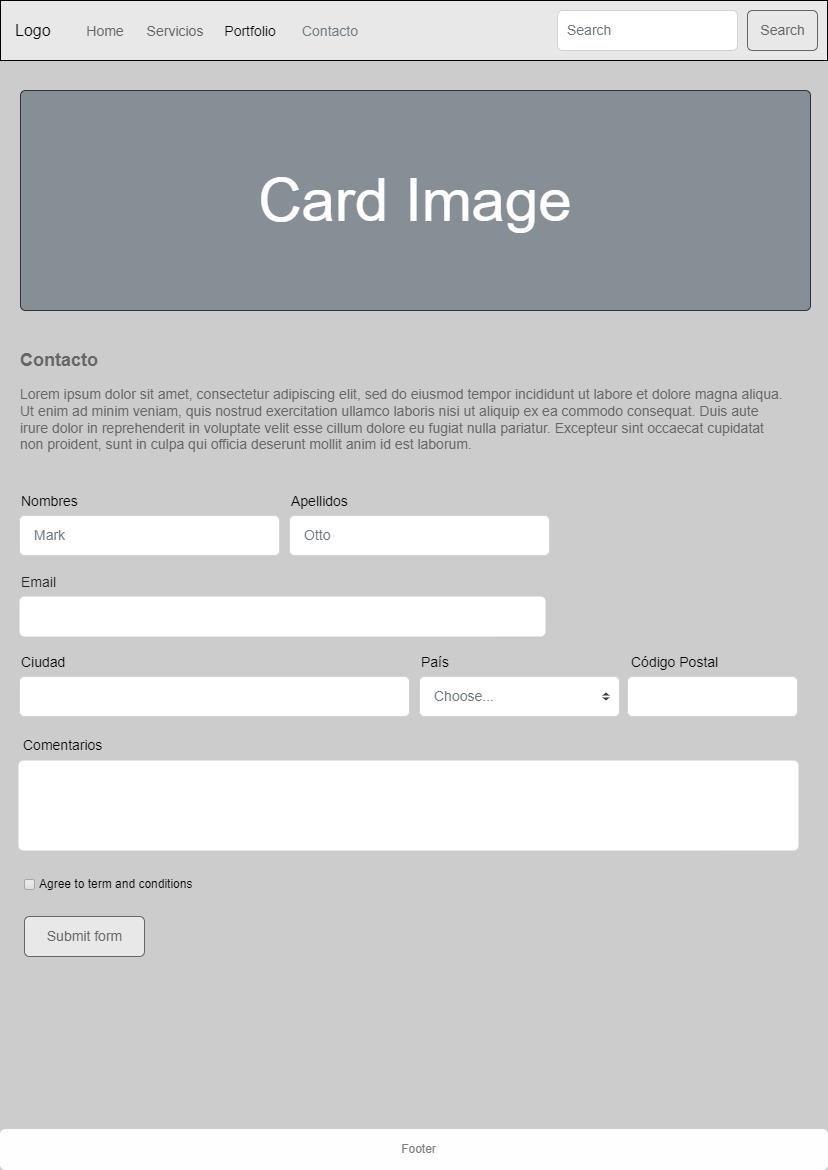 Logo Home Servicios Portfolio Contacto Search Search
Card Image
Contacto
Lorem ipsum dolor sit amet, consectetur adipiscing elit, sed do eiusmod tempor incididunt ut labore et dolore magna aliqua.
Ut enim ad minim veniam, quis nostrud exercitation ullamco laboris nisi ut aliquip ex ea commodo consequat. Duis aute
irure dolor in reprehenderit in voluptate velit esse cillum dolore eu fugiat nulla pariatur. Excepteur sint occaecat cupidatat
non proident, sunt in culpa qui officia deserunt mollit anim id est laborum.
Nombres Apellidos
Mark Otto
Email
Ciudad País Código Postal
Choose...
Comentarios
Agree to term and conditions
Submit form
Footer